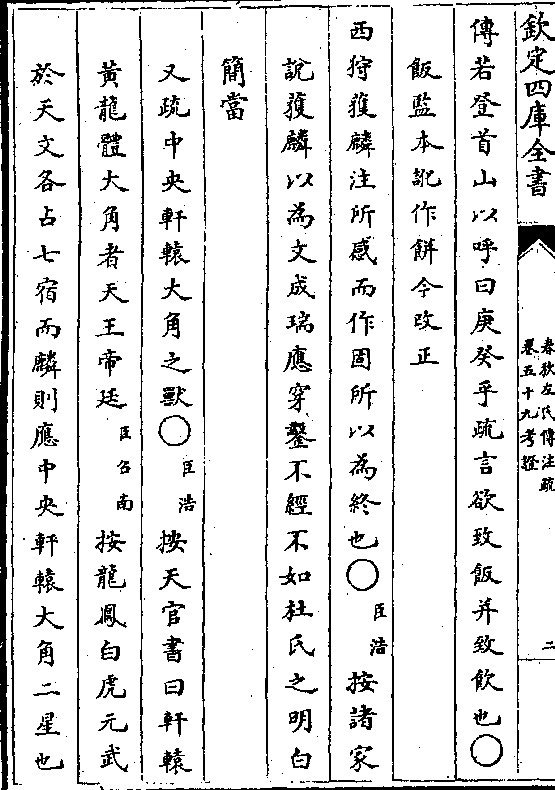 欽定四庫全書
春秋左氏傳注疏
卷五十九考證
二
傳若登首山以呼曰庚癸乎疏言欲致飯并致飲也〇
飯監本訛作餅今改正
西狩獲麟注所感而作固所以為終也〇臣浩按諸家
說獲麟以為文成瑞應穿鑿不經不如杜氏之明白
簡當
又疏中央軒轅大角之獸〇臣浩按天官書曰軒轅
黃龍體大角者天王帝廷臣召南按龍鳳白虎元武
於天文各占七宿而麟則應中央軒轅大角二星也